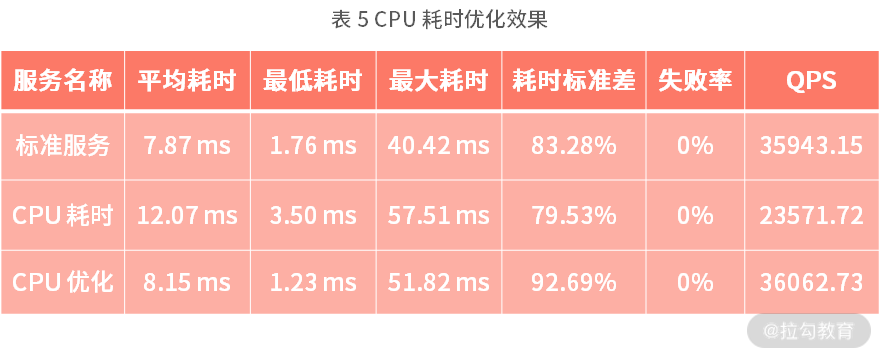 表 5 CPU 耗时优化效果
服务名称 平均耗时 最低耗时 最大耗时 耗时标准差 失败率 QPS
标准服务 7.87 ms 1.76 ms 40.42 ms 83.28% 0% 35943.15
CPU 耗时 12.07 ms 3.50 ms 57.51 ms 79.53% 0% 23571.72
CPU 优化 8.15 ms 1.23 ms 51.82 ms 92.69% 0% 36062.73
@拉勾教育